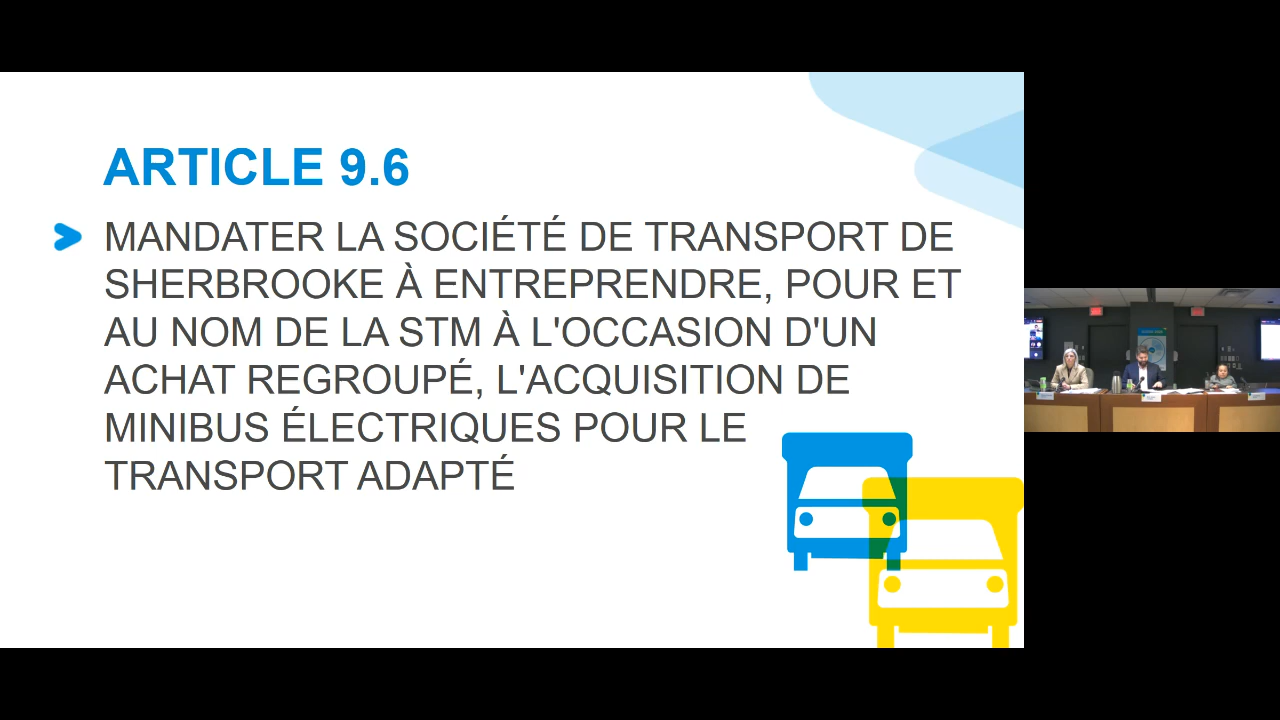 ARTICLE 9.6
MANDATER LA SOCIÉTÉ DE TRANSPORT DE
SHERBROOKE À ENTREPRENDRE, POUR ET
AU NOM DE LA STM À L'OCCASION D'UN
ACHAT REGROUPÉ, L'ACQUISITION DE
MINIBUS ÉLECTRIQUES POUR LE
TRANSPORT ADAPTÉ